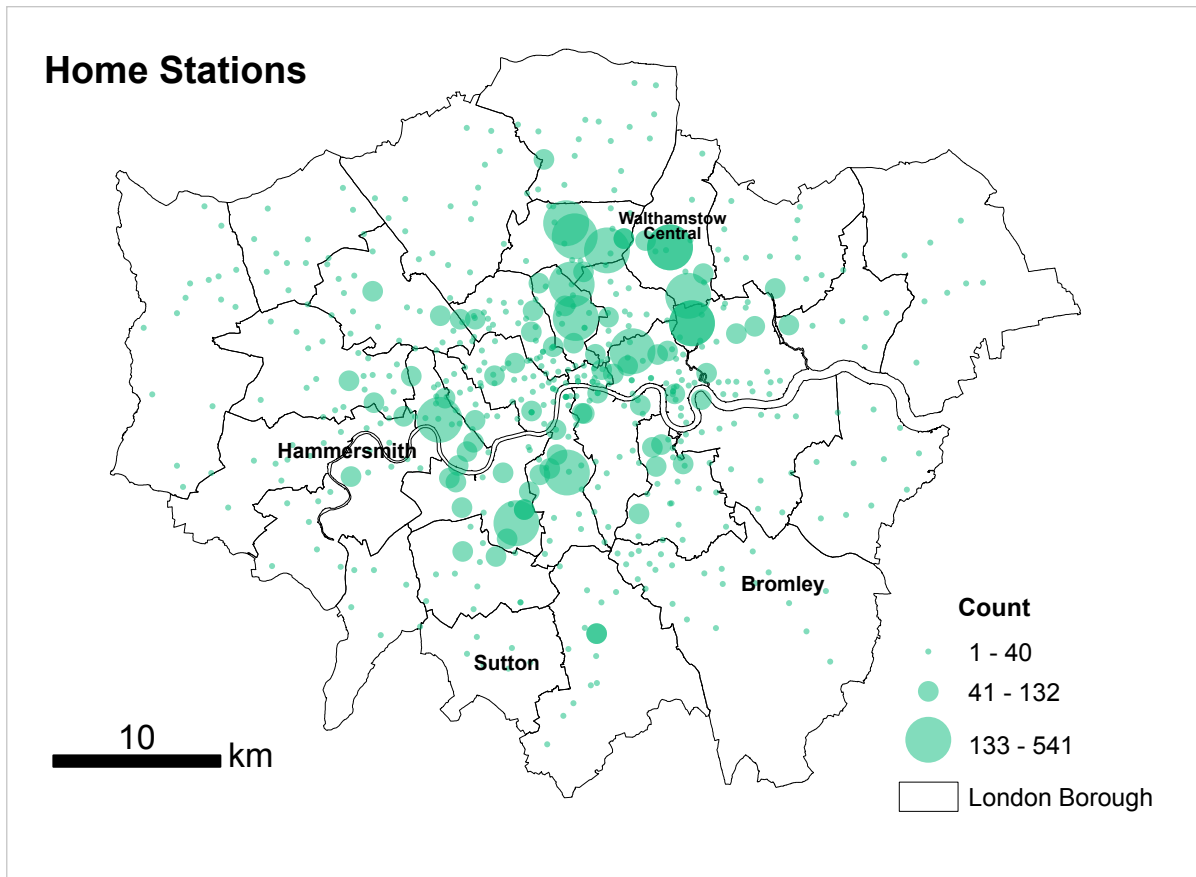 Home Stations
Walthamstow
Central
Hammersmith
Bromley
Sutton
Count
1 - 40
41 - 132
133 - 541
London Borough
10
km